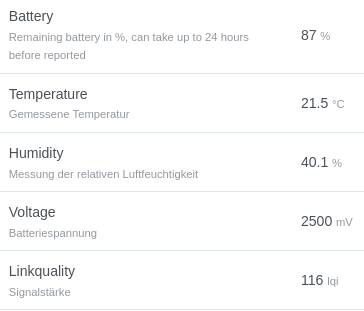 Battery
Remaining battery in %, can take up to 24 hours
before reported
87 %
Temperature
Gemessene Temperatur
21.5 °C
Humidity
Messung der relativen Luftfeuchtigkeit
40.1 %
Voltage
Batteriespannung
2500 mV
Linkquality
Signalstärke
116 lqi